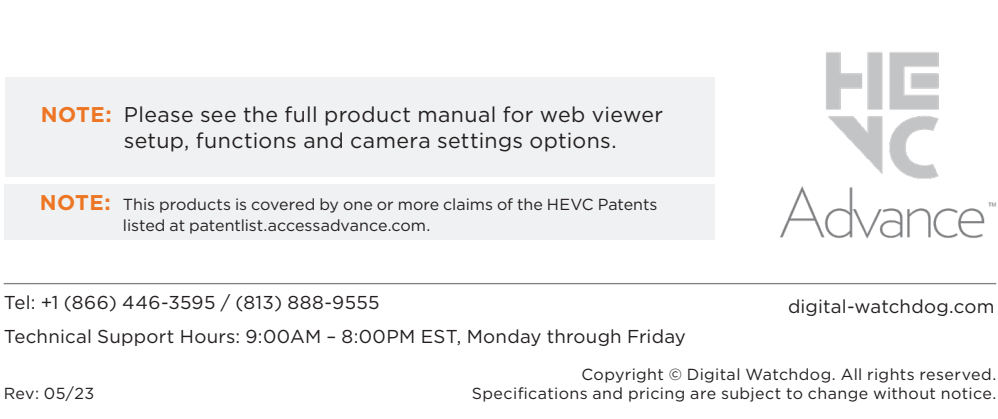 NOTE: Please see the full product manual for web viewer
setup, functions and camera settings options.
NOTE: This products is covered by one or more claims of the HEVC Patents
listed at patentlist.accessadvance.com.
HE
VC
Advance™
Tel: +1 (866) 446-3595 / (813) 888-9555
digital-watchdog.com
Technical Support Hours: 9:00AM – 8:00PM EST, Monday through Friday
Copyright © Digital Watchdog. All rights reserved.
Rev: 05/23
Specifications and pricing are subject to change without notice.